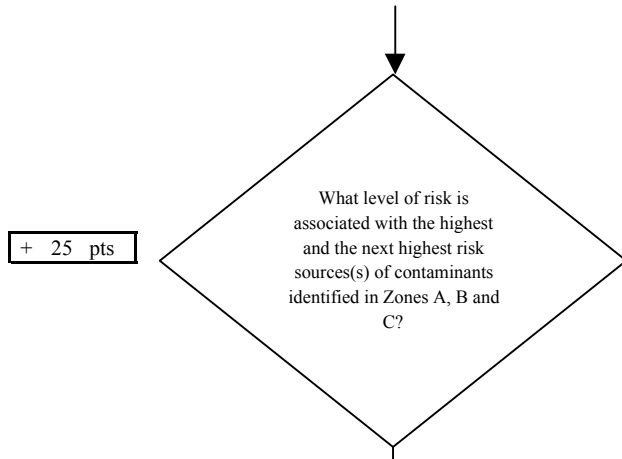 What level of risk is
associated with the highest
and the next highest risk
sources(s) of contaminants
identified in Zones A, B and
C?
+ 25 pts